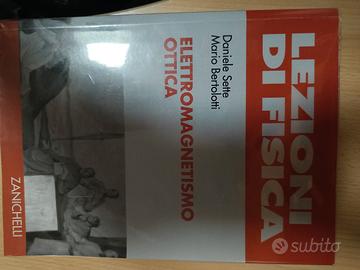 LEZIONI
DI FISICA
Daniele Sette
Mario Bertolotti
ELETTROMAGNETISMO
OTTICA
ZANICHELLI
subito